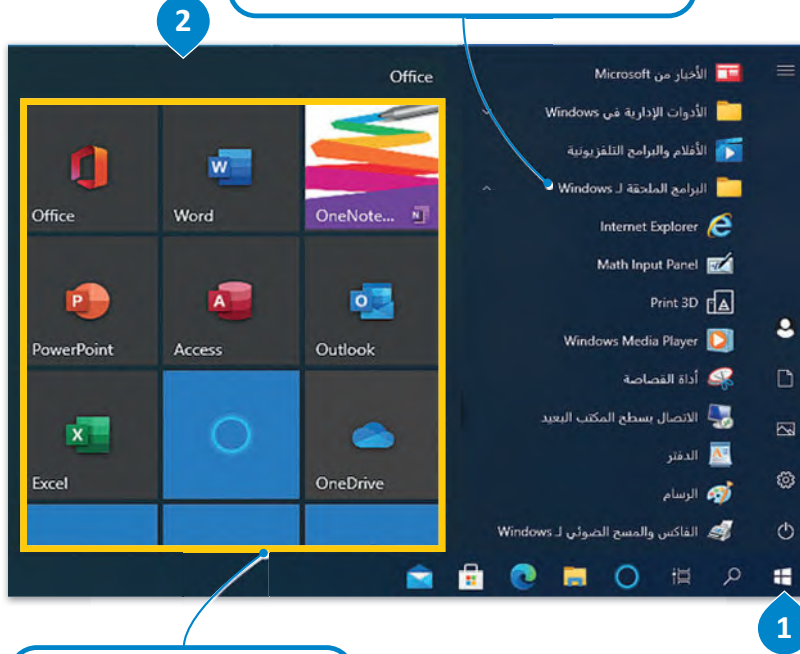 2
Office
Office
Word
OneNote...
PowerPoint
Access
Outlook
Excel
OneDrive
الأخبار من Microsoft
الأدوات الإدارية في Windows
الأفلام والبرامج التلفزيونية
البرامج الملحقة لـ Windows
Internet Explorer
Math Input Panel
Print 3D
Windows Media Player
أداة القصاصة
الاتصال بسطح المكتب البعيد
الدفتر
الرسام
الفاكس والمسح الضوئي لـ Windows
1